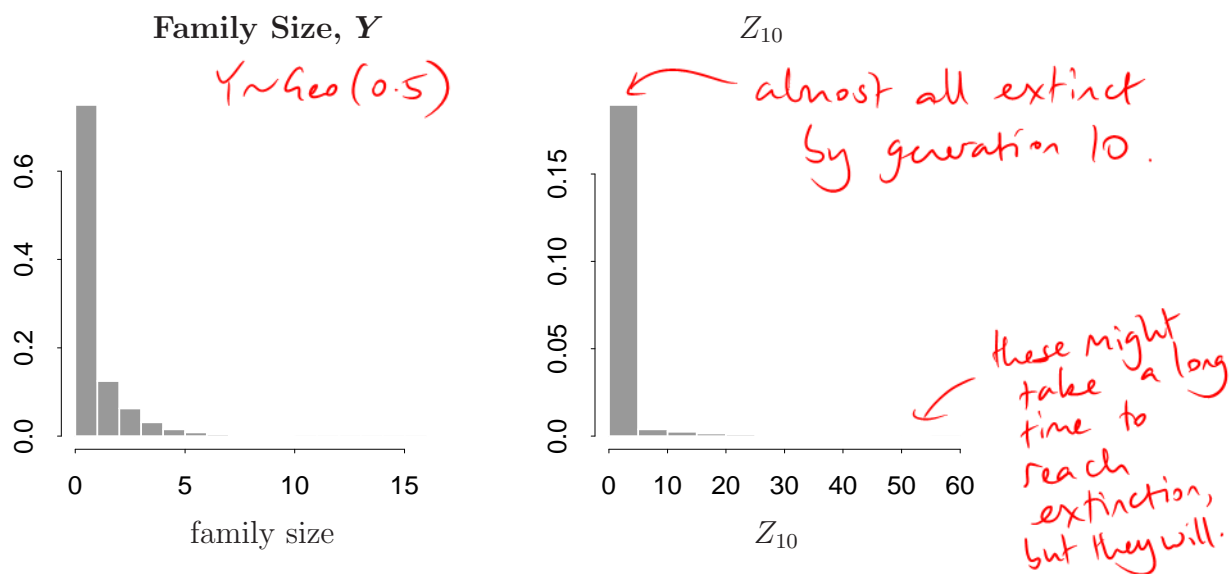 Family Size, Y
Y~Geo(0.5)
0.0 0.2 0.4 0.6
0 5 10 15
family size
Z₁₀
almost all extinct
by generation 10.
0.0 0.05 0.10 0.15
0 10 20 30 40 50 60
Z₁₀
these might
take a long
time to
reach
extinction,
but they will.